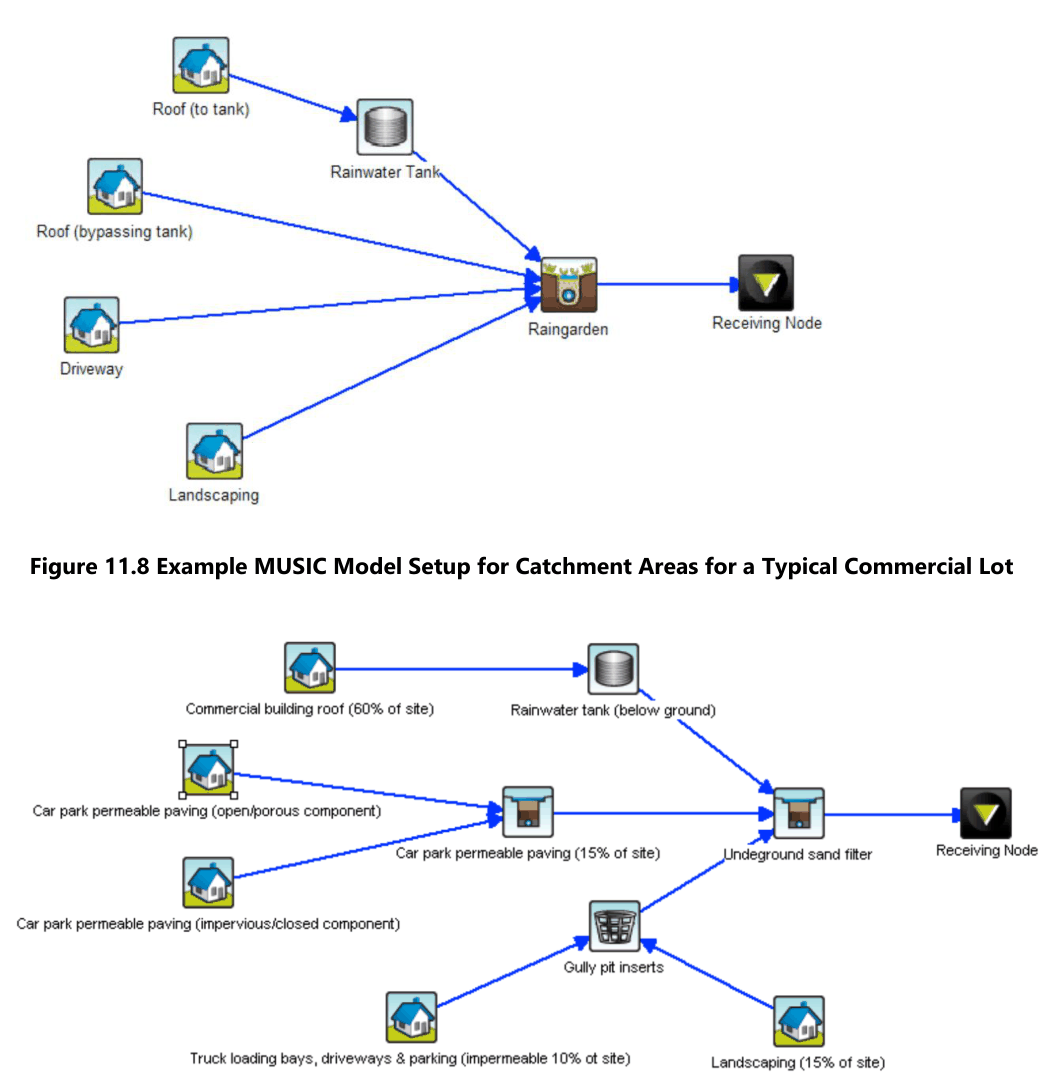 Roof (to tank)
Rainwater Tank
Roof (bypassing tank)
Raingarden
Receiving Node
Driveway
Landscaping
Figure 11.8 Example MUSIC Model Setup for Catchment Areas for a Typical Commercial Lot
Commercial building roof (60% of site)
Rainwater tank (below ground)
Car park permeable paving (open/porous component)
Car park permeable paving (15% of site)
Undeground sand filter
Receiving Node
Car park permeable paving (impervious/closed component)
Gully pit inserts
Truck loading bays, driveways & parking (impermeable 10% ot site)
Landscaping (15% of site)